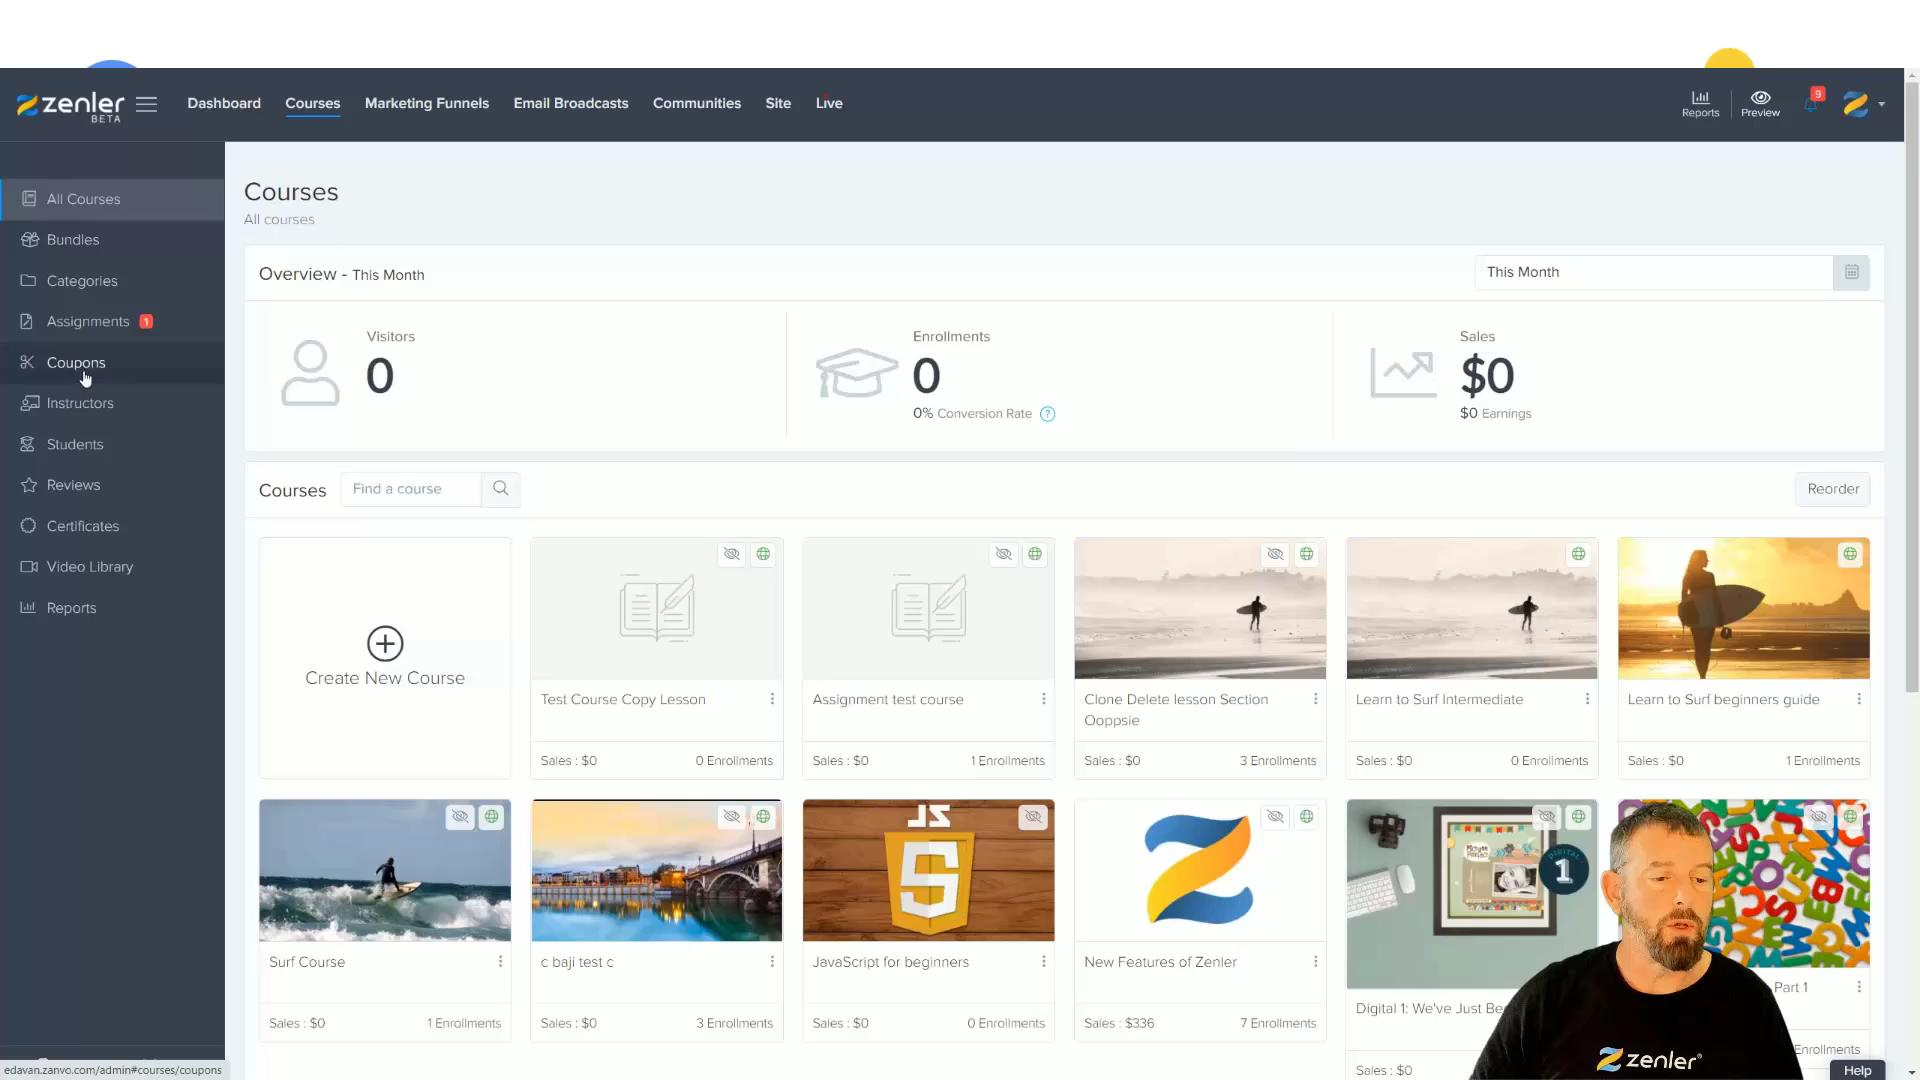 zenler
BETA
Dashboard
Courses
Marketing Funnels
Email Broadcasts
Communities
Site
Live
Reports
Preview
9
All Courses
Bundles
Categories
Assignments 1
Coupons
Instructors
Students
Reviews
Certificates
Video Library
Reports
Courses
All courses
Overview - This Month
This Month
Visitors
0
Enrollments
0
0% Conversion Rate ?
Sales
$0
$0 Earnings
Courses
Find a course
Reorder
Create New Course
Test Course Copy Lesson
Sales : $0
0 Enrollments
Assignment test course
Sales : $0
1 Enrollments
Clone Delete lesson Section
Ooppsie
Sales : $0
3 Enrollments
Learn to Surf Intermediate
Sales : $0
0 Enrollments
Learn to Surf beginners guide
Sales : $0
1 Enrollments
Surf Course
Sales : $0
1 Enrollments
c baji test c
Sales : $0
3 Enrollments
JS
5
JavaScript for beginners
Sales : $0
0 Enrollments
New Features of Zenler
Sales : $336
7 Enrollments
DIGITAL
1
Digital 1: We've Just Be
Sales : $0
Part 1
Enrollments
zenler
Help
edavan.zanvo.com/admin#courses/coupons